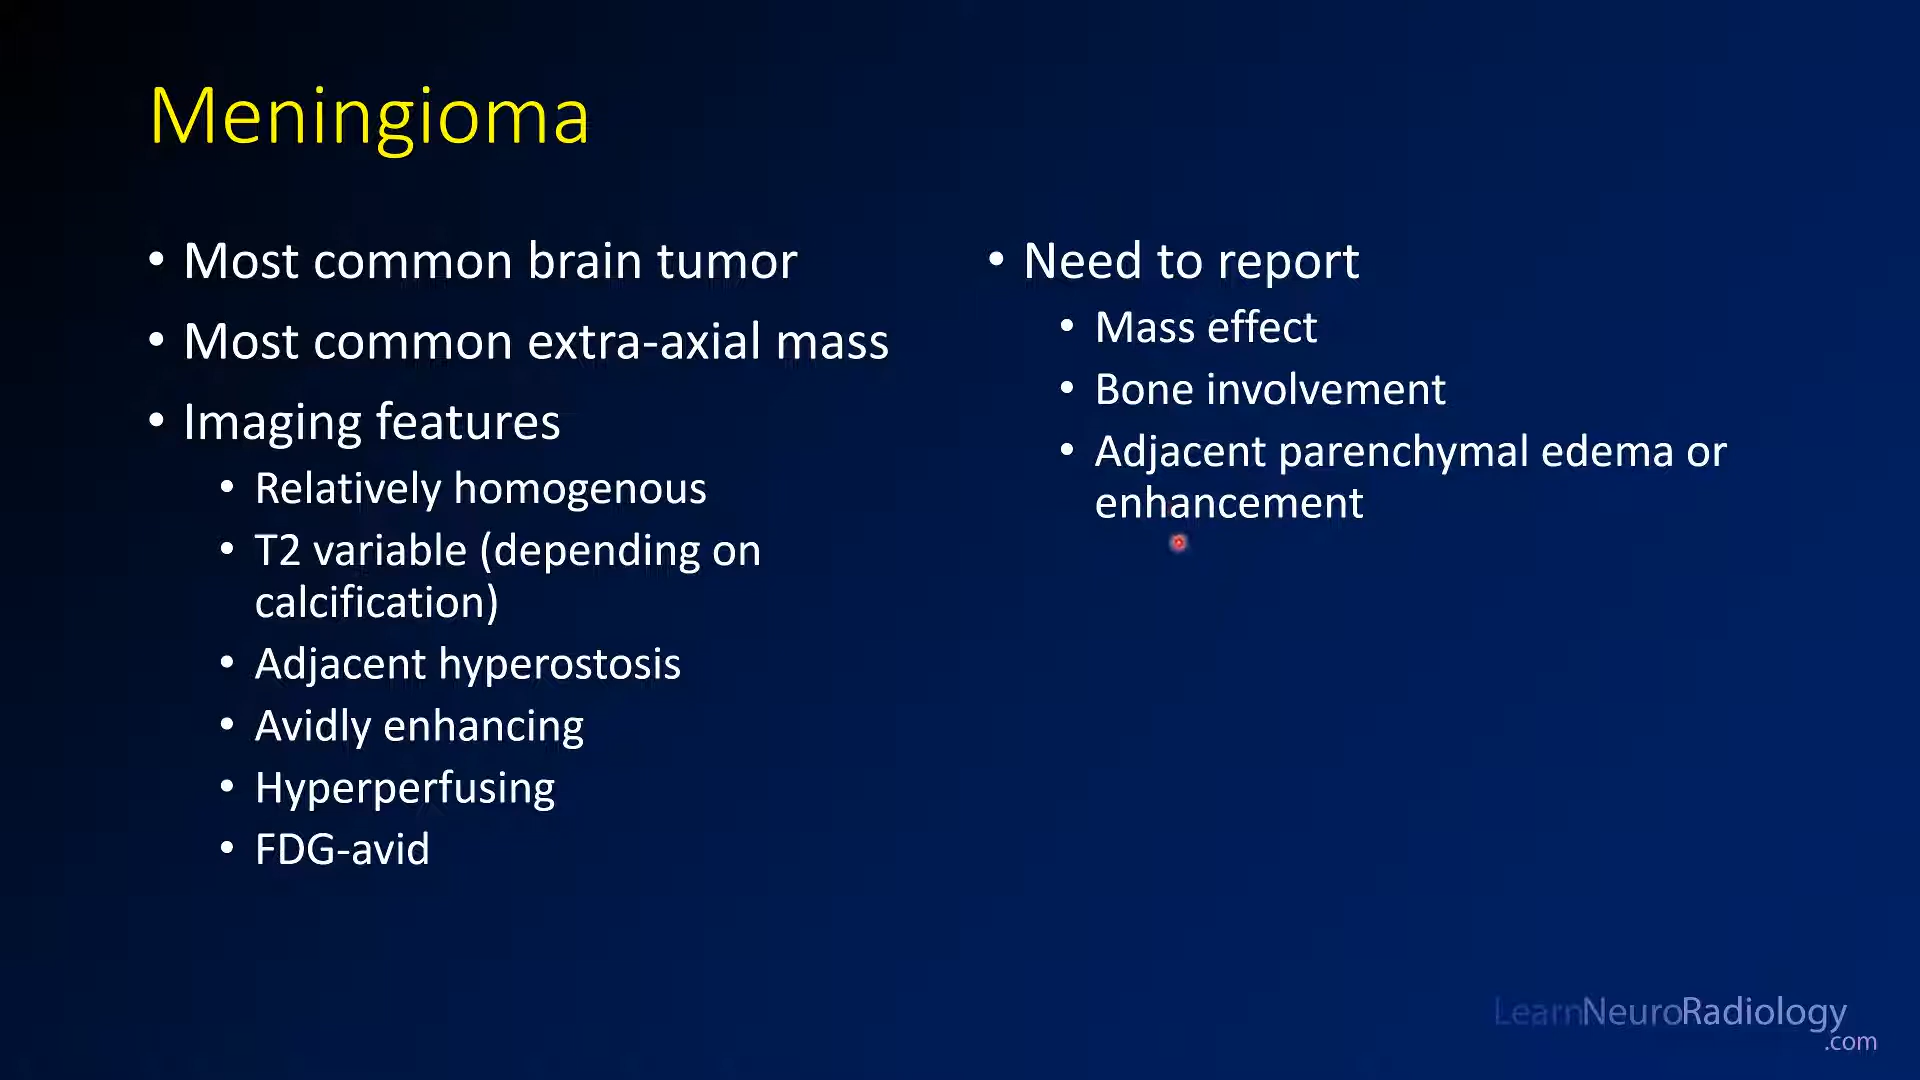 Meningioma
• Most common brain tumor
• Most common extra-axial mass
• Imaging features
• Relatively homogenous
• T2 variable (depending on
calcification)
• Adjacent hyperostosis
• Avidly enhancing
• Hyperperfusing
• FDG-avid
• Need to report
• Mass effect
• Bone involvement
• Adjacent parenchymal edema or
enhancement
LearnNeuroRadiology
.com